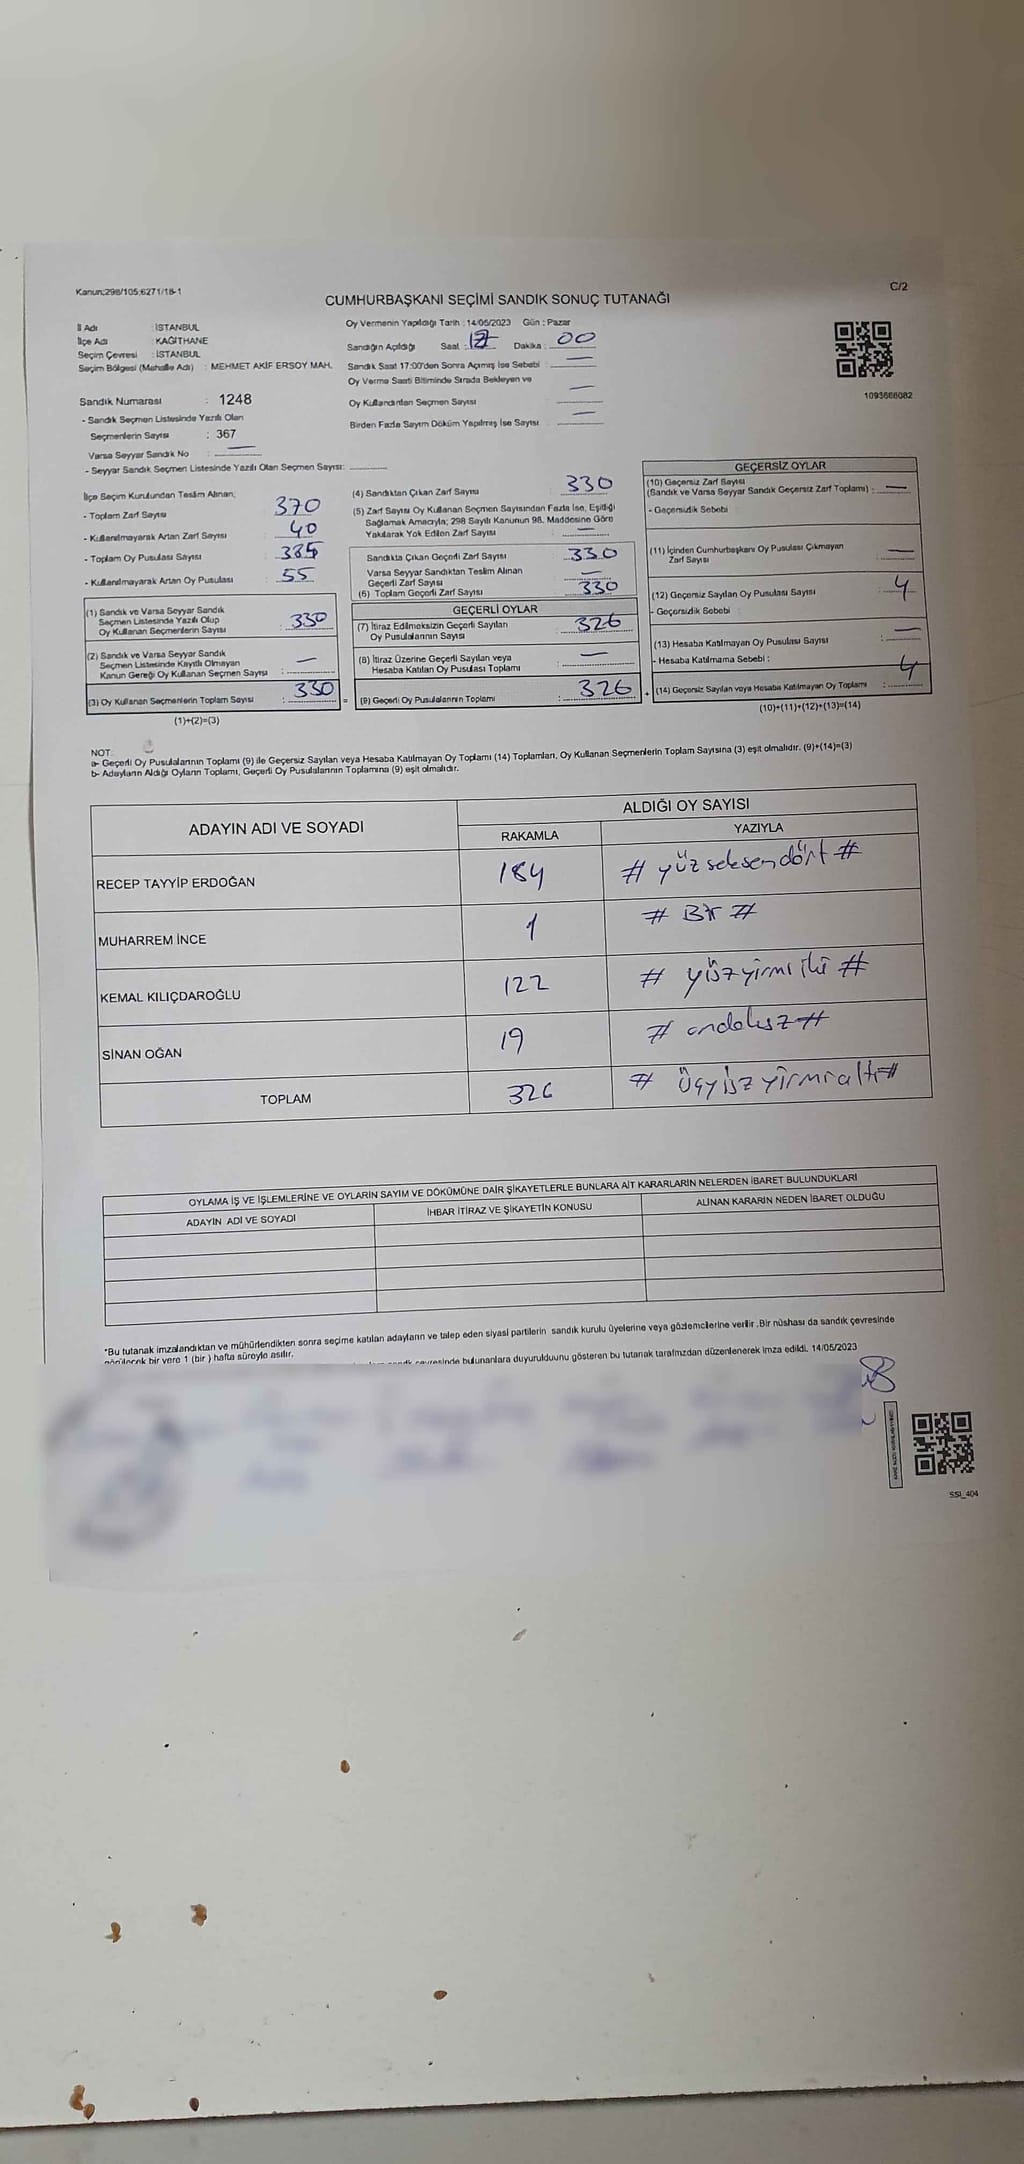 Kanun;298/105;6271/18-1
C/2
CUMHURBAŞKANI SEÇİMİ SANDIK SONUÇ TUTANAĞI
İl Adı : İSTANBUL
İlçe Adı : KAĞITHANE
Seçim Çevresi : İSTANBUL
Seçim Bölgesi (Mahalle Adı) : MEHMET AKİF ERSOY MAH.
Oy Vermenin Yapıldığı Tarih : 14/05/2023 Gün : Pazar
Sandığın Açıldığı Saat : 17 Dakika : 00
Sandık Saat 17:00'den Sonra Açılmış İse Sebebi : —
Oy Verme Saati Bitiminde Sırada Bekleyen ve
Oy Kullandırılan Seçmen Sayısı —
Birden Fazla Sayım Döküm Yapılmış İse Sayısı —
1093666082
Sandık Numarası : 1248
- Sandık Seçmen Listesinde Yazılı Olan
Seçmenlerin Sayısı : 367
Varsa Seyyar Sandık No : —
- Seyyar Sandık Seçmen Listesinde Yazılı Olan Seçmen Sayısı:
İlçe Seçim Kurulundan Teslim Alınan;
- Toplam Zarf Sayısı 370
- Kullanılmayarak Artan Zarf Sayısı 40
- Toplam Oy Pusulası Sayısı 385
- Kullanılmayarak Artan Oy Pusulası 55
(1) Sandık ve Varsa Seyyar Sandık
Seçmen Listesinde Yazılı Olup
Oy Kullanan Seçmenlerin Sayısı : 330
(2) Sandık ve Varsa Seyyar Sandık
Seçmen Listesinde Kayıtlı Olmayan
Kanun Gereği Oy Kullanan Seçmen Sayısı : —
(3) Oy Kullanan Seçmenlerin Toplam Sayısı : 330 =
(1)+(2)=(3)
(4) Sandıktan Çıkan Zarf Sayısı 330
(5) Zarf Sayısı Oy Kullanan Seçmen Sayısından Fazla İse, Eşitliği
Sağlamak Amacıyla; 298 Sayılı Kanunun 98. Maddesine Göre
Yakılarak Yok Edilen Zarf Sayısı —
Sandıkta Çıkan Geçerli Zarf Sayısı 330
Varsa Seyyar Sandıktan Teslim Alınan
Geçerli Zarf Sayısı —
(6) Toplam Geçerli Zarf Sayısı 330
GEÇERLİ OYLAR
(7) İtiraz Edilmeksizin Geçerli Sayılan
Oy Pusulalarının Sayısı : 326
(8) İtiraz Üzerine Geçerli Sayılan veya
Hesaba Katılan Oy Pusulası Toplamı : —
(9) Geçerli Oy Pusulalarının Toplamı : 326 +
GEÇERSİZ OYLAR
(10) Geçersiz Zarf Sayısı
(Sandık ve Varsa Seyyar Sandık Geçersiz Zarf Toplamı) : —
- Geçersizlik Sebebi
(11) İçinden Cumhurbaşkanı Oy Pusulası Çıkmayan
Zarf Sayısı : —
(12) Geçersiz Sayılan Oy Pusulası Sayısı : 4
- Geçersizlik Sebebi
(13) Hesaba Katılmayan Oy Pusulası Sayısı : —
- Hesaba Katılmama Sebebi :
(14) Geçersiz Sayılan veya Hesaba Katılmayan Oy Toplamı : 4
(10)+(11)+(12)+(13)=(14)
NOT:
a- Geçerli Oy Pusulalarının Toplamı (9) ile Geçersiz Sayılan veya Hesaba Katılmayan Oy Toplamı (14) Toplamları, Oy Kullanan Seçmenlerin Toplam Sayısına (3) eşit olmalıdır. (9)+(14)=(3)
b- Adayların Aldığı Oyların Toplamı, Geçerli Oy Pusulalarının Toplamına (9) eşit olmalıdır.
ADAYIN ADI VE SOYADI
ALDIĞI OY SAYISI
RAKAMLA YAZIYLA
RECEP TAYYİP ERDOĞAN 184 # yüzseksendört #
MUHARREM İNCE 1 # Bir #
KEMAL KILIÇDAROĞLU 122 # yüzyirmiiki #
SİNAN OĞAN 19 # ondokuz #
TOPLAM 326 # üçyüzyirmialtı #
OYLAMA İŞ VE İŞLEMLERİNE VE OYLARIN SAYIM VE DÖKÜMÜNE DAİR ŞİKAYETLERLE BUNLARA AİT KARARLARIN NELERDEN İBARET BULUNDUKLARI
ADAYIN ADI VE SOYADI İHBAR İTİRAZ VE ŞİKAYETİN KONUSU ALINAN KARARIN NEDEN İBARET OLDUĞU
*Bu tutanak imzalandıktan ve mühürlendikten sonra seçime katılan adayların ve talep eden siyasi partilerin sandık kurulu üyelerine veya gözlemcilerine verilir.Bir nüshası da sandık çevresinde
görülecek bir yere 1 (bir ) hafta süreyle asılır.
bulunanlara duyurulduğunu gösteren bu tutanak tarafımızdan düzenlenerek imza edildi. 14/05/2023
SSI_404